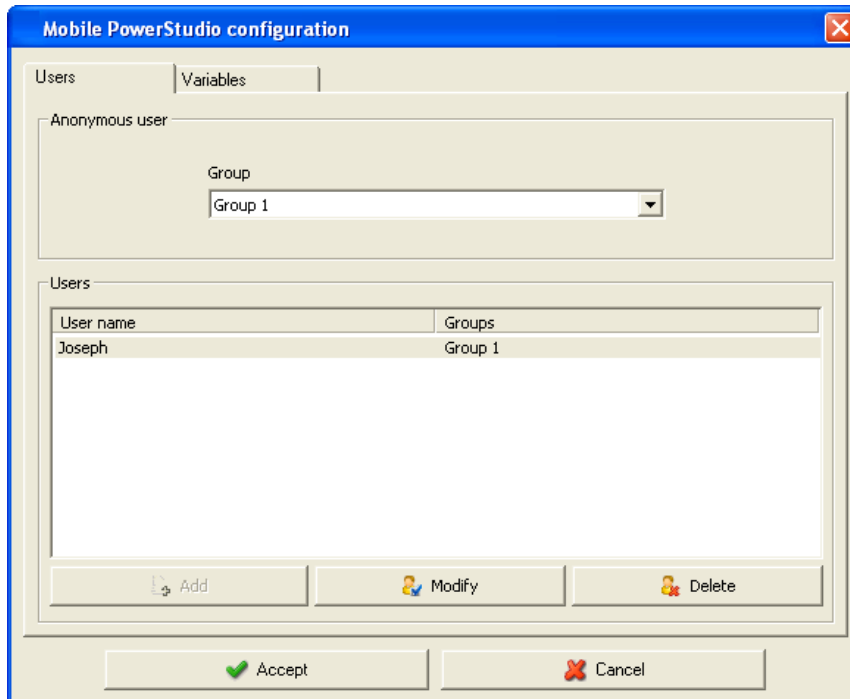 Mobile PowerStudio configuration
Users Variables
Anonymous user
Group
Group 1
Users
User name Groups
Joseph Group 1
Add Modify Delete
Accept Cancel